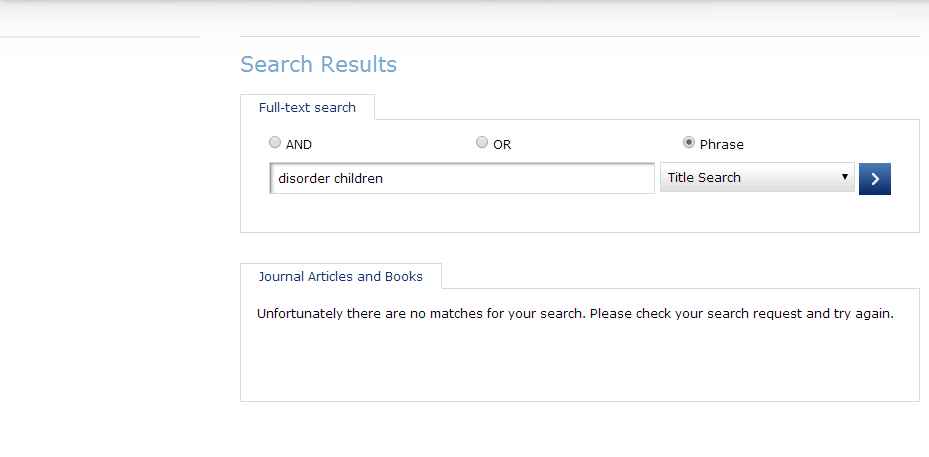 Search Results
Full-text search
AND OR Phrase
disorder children Title Search
Journal Articles and Books
Unfortunately there are no matches for your search. Please check your search request and try again.